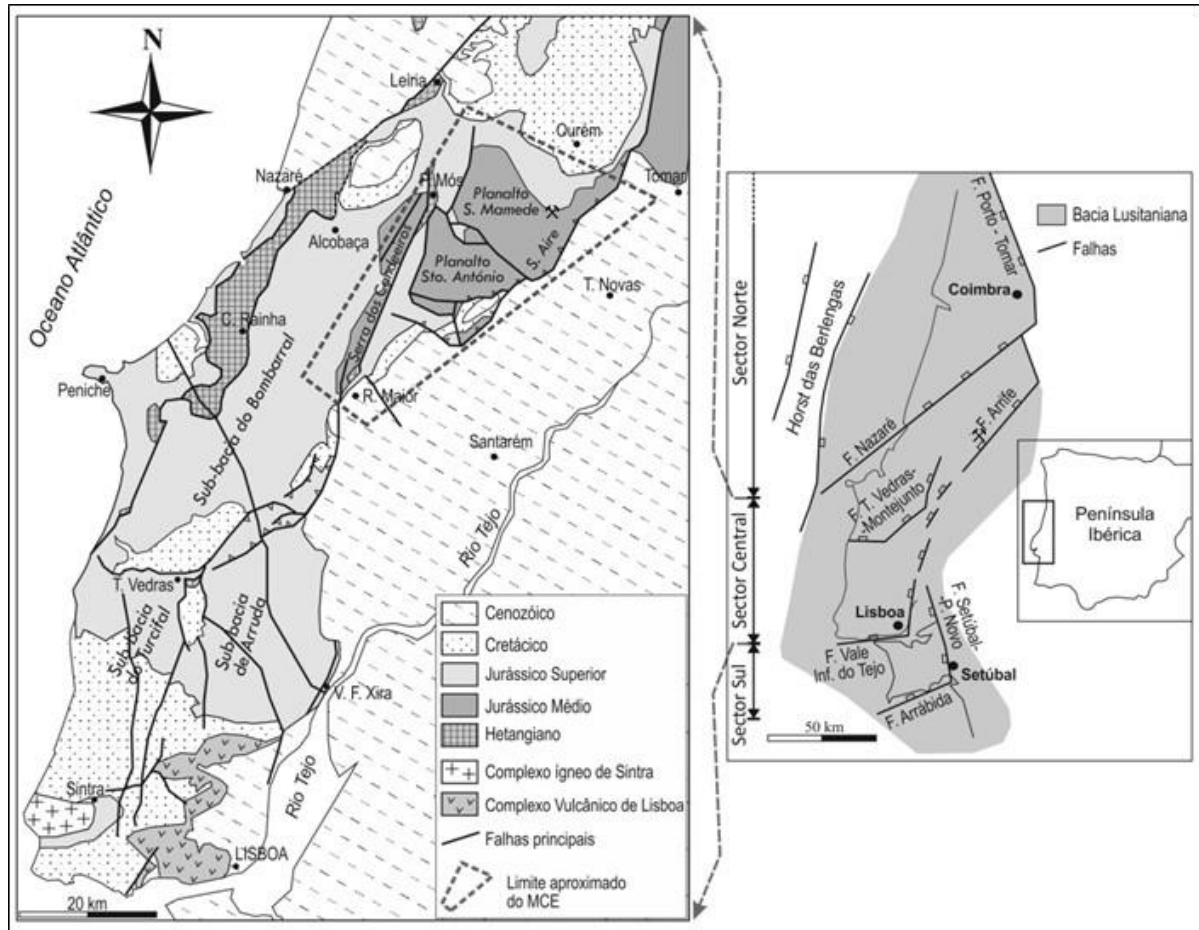 N
Leiria
Ourém
Nazaré
P. Mós
Tomar
Planalto
S. Mamede
Alcobaça
S. Aire
Planalto
Sto. António
Serra dos Candeeiros
T. Novas
Oceano Atlântico
C. Rainha
Peniche
R. Maior
Sub-bacia do Bombarral
Santarém
Rio Tejo
T. Vedras
Sub-bacia
do Turcifal
Sub-bacia
de Arruda
V. F. Xira
Sintra
Rio Tejo
LISBOA
20 km
Cenozóico
Cretácico
Jurássico Superior
Jurássico Médio
Hetangiano
Complexo ígneo de Sintra
Complexo Vulcânico de Lisboa
Falhas principais
Limite aproximado
do MCE
Sector Norte
Sector Central
Sector Sul
F. Porto - Tomar
Bacia Lusitaniana
Falhas
Coimbra
Horst das Berlengas
F. Nazaré
F. Arrife
F. T. Vedras-
-Montejunto
Península
Ibérica
Lisboa
F. Setúbal-
-P. Novo
F. Vale
Inf. do Tejo
Setúbal
F. Arrábida
50 km